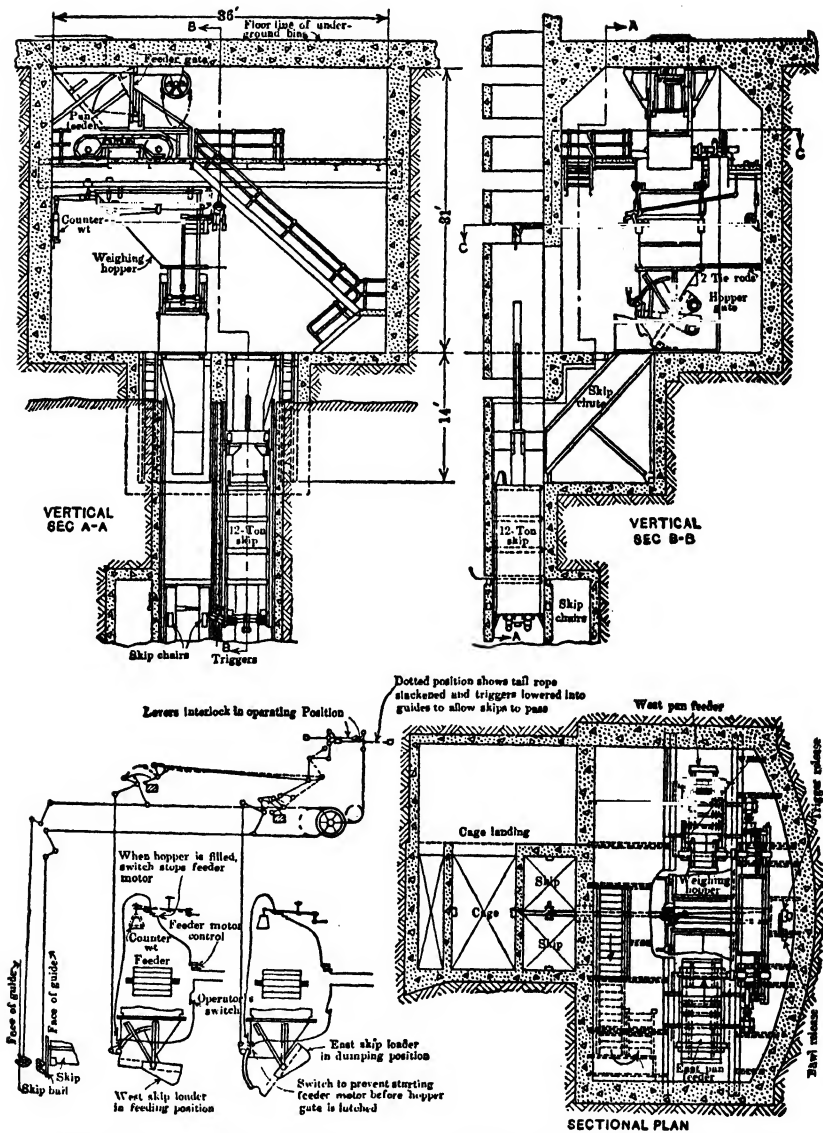 36'
B
Floor line of under-
ground bins
Feeder gate
Pan
feeder
Counter
wt
Weighing
hopper
31'
14'
VERTICAL
SEC A-A
12-Ton
skip
Skip chairs
B
Triggers
A
C
C
2 Tie rods
Hopper
gate
Skip
chute
VERTICAL
SEC B-B
12-Ton
skip
Skip
chairs
A
Dotted position shows tail rope
slackened and triggers lowered into
guides to allow skips to pass
Levers interlock in operating Position
When hopper is filled,
switch stops feeder
motor
Counter
wt
Feeder motor
control
Feeder
Operator's
switch
Face of guide
Face of guide
Skip
Skip bail
West skip loader
in feeding position
East skip loader
in dumping position
Switch to prevent starting
feeder motor before hopper
gate is latched
West pan feeder
Trigger release
Cage landing
Skip
Cage
Skip
Weighing
hopper
East pan
feeder
Bawl release
SECTIONAL PLAN